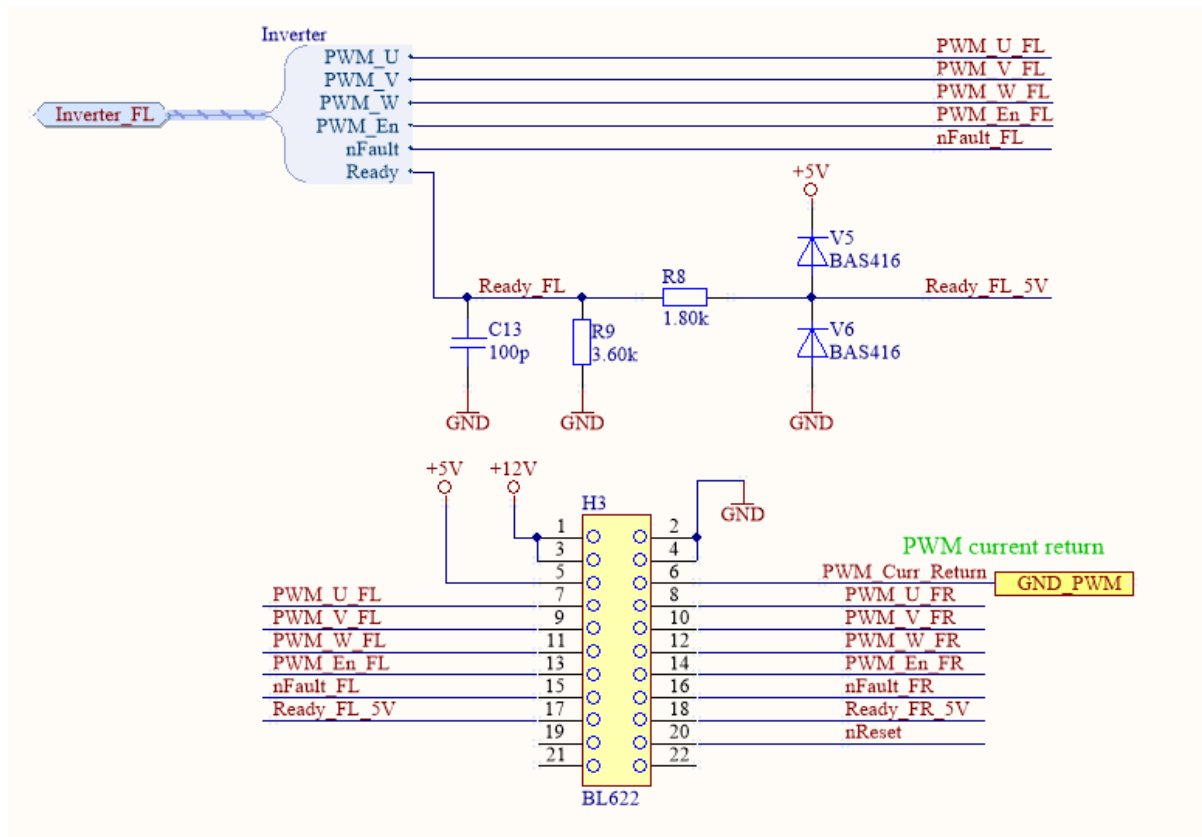 Inverter
PWM_U
PWM_V
PWM_W
PWM_En
nFault
Ready
Inverter_FL
PWM_U_FL
PWM_V_FL
PWM_W_FL
PWM_En_FL
nFault_FL
+5V
V5
BAS416
Ready_FL
R8
1.80k
Ready_FL_5V
C13
100p
R9
3.60k
V6
BAS416
GND
GND
GND
+5V
+12V
H3
GND
PWM current return
PWM_Curr_Return
GND_PWM
1 2
3 4
5 6
PWM_U_FL 7 8 PWM_U_FR
PWM_V_FL 9 10 PWM_V_FR
PWM_W_FL 11 12 PWM_W_FR
PWM_En_FL 13 14 PWM_En_FR
nFault_FL 15 16 nFault_FR
Ready_FL_5V 17 18 Ready_FR_5V
19 20 nReset
21 22
BL622